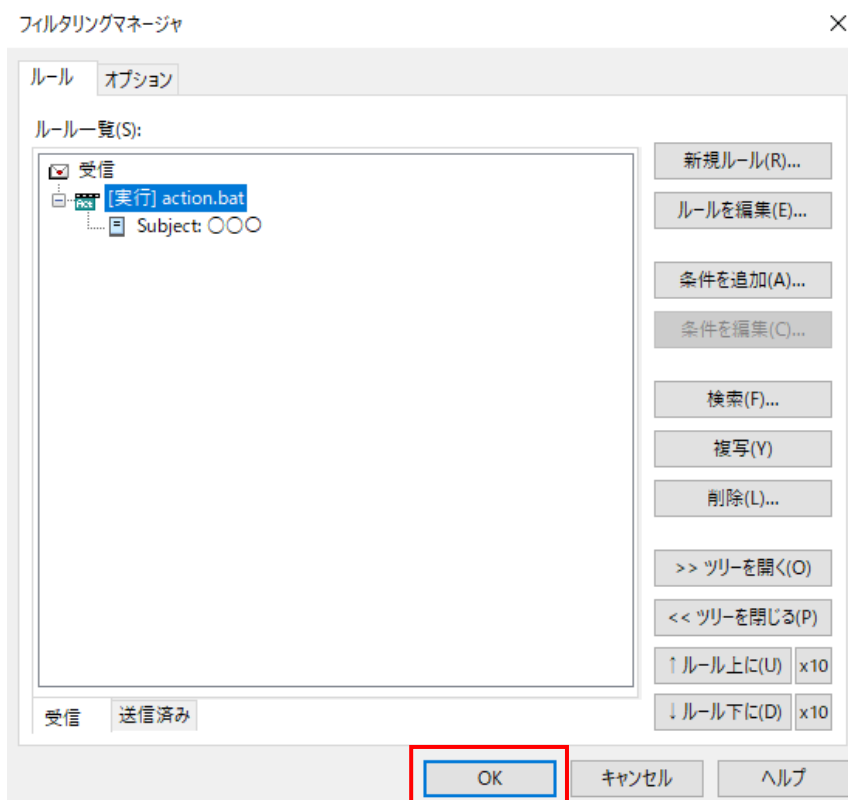 フィルタリングマネージャ
ルール
オプション
ルール一覧(S):
受信
[実行] action.bat
Subject: ○○○
新規ルール(R)...
ルールを編集(E)...
条件を追加(A)...
条件を編集(C)...
検索(F)...
複写(Y)
削除(L)...
>> ツリーを開く(O)
<< ツリーを閉じる(P)
↑ルール上に(U) x10
↓ルール下に(D) x10
受信
送信済み
OK
キャンセル
ヘルプ